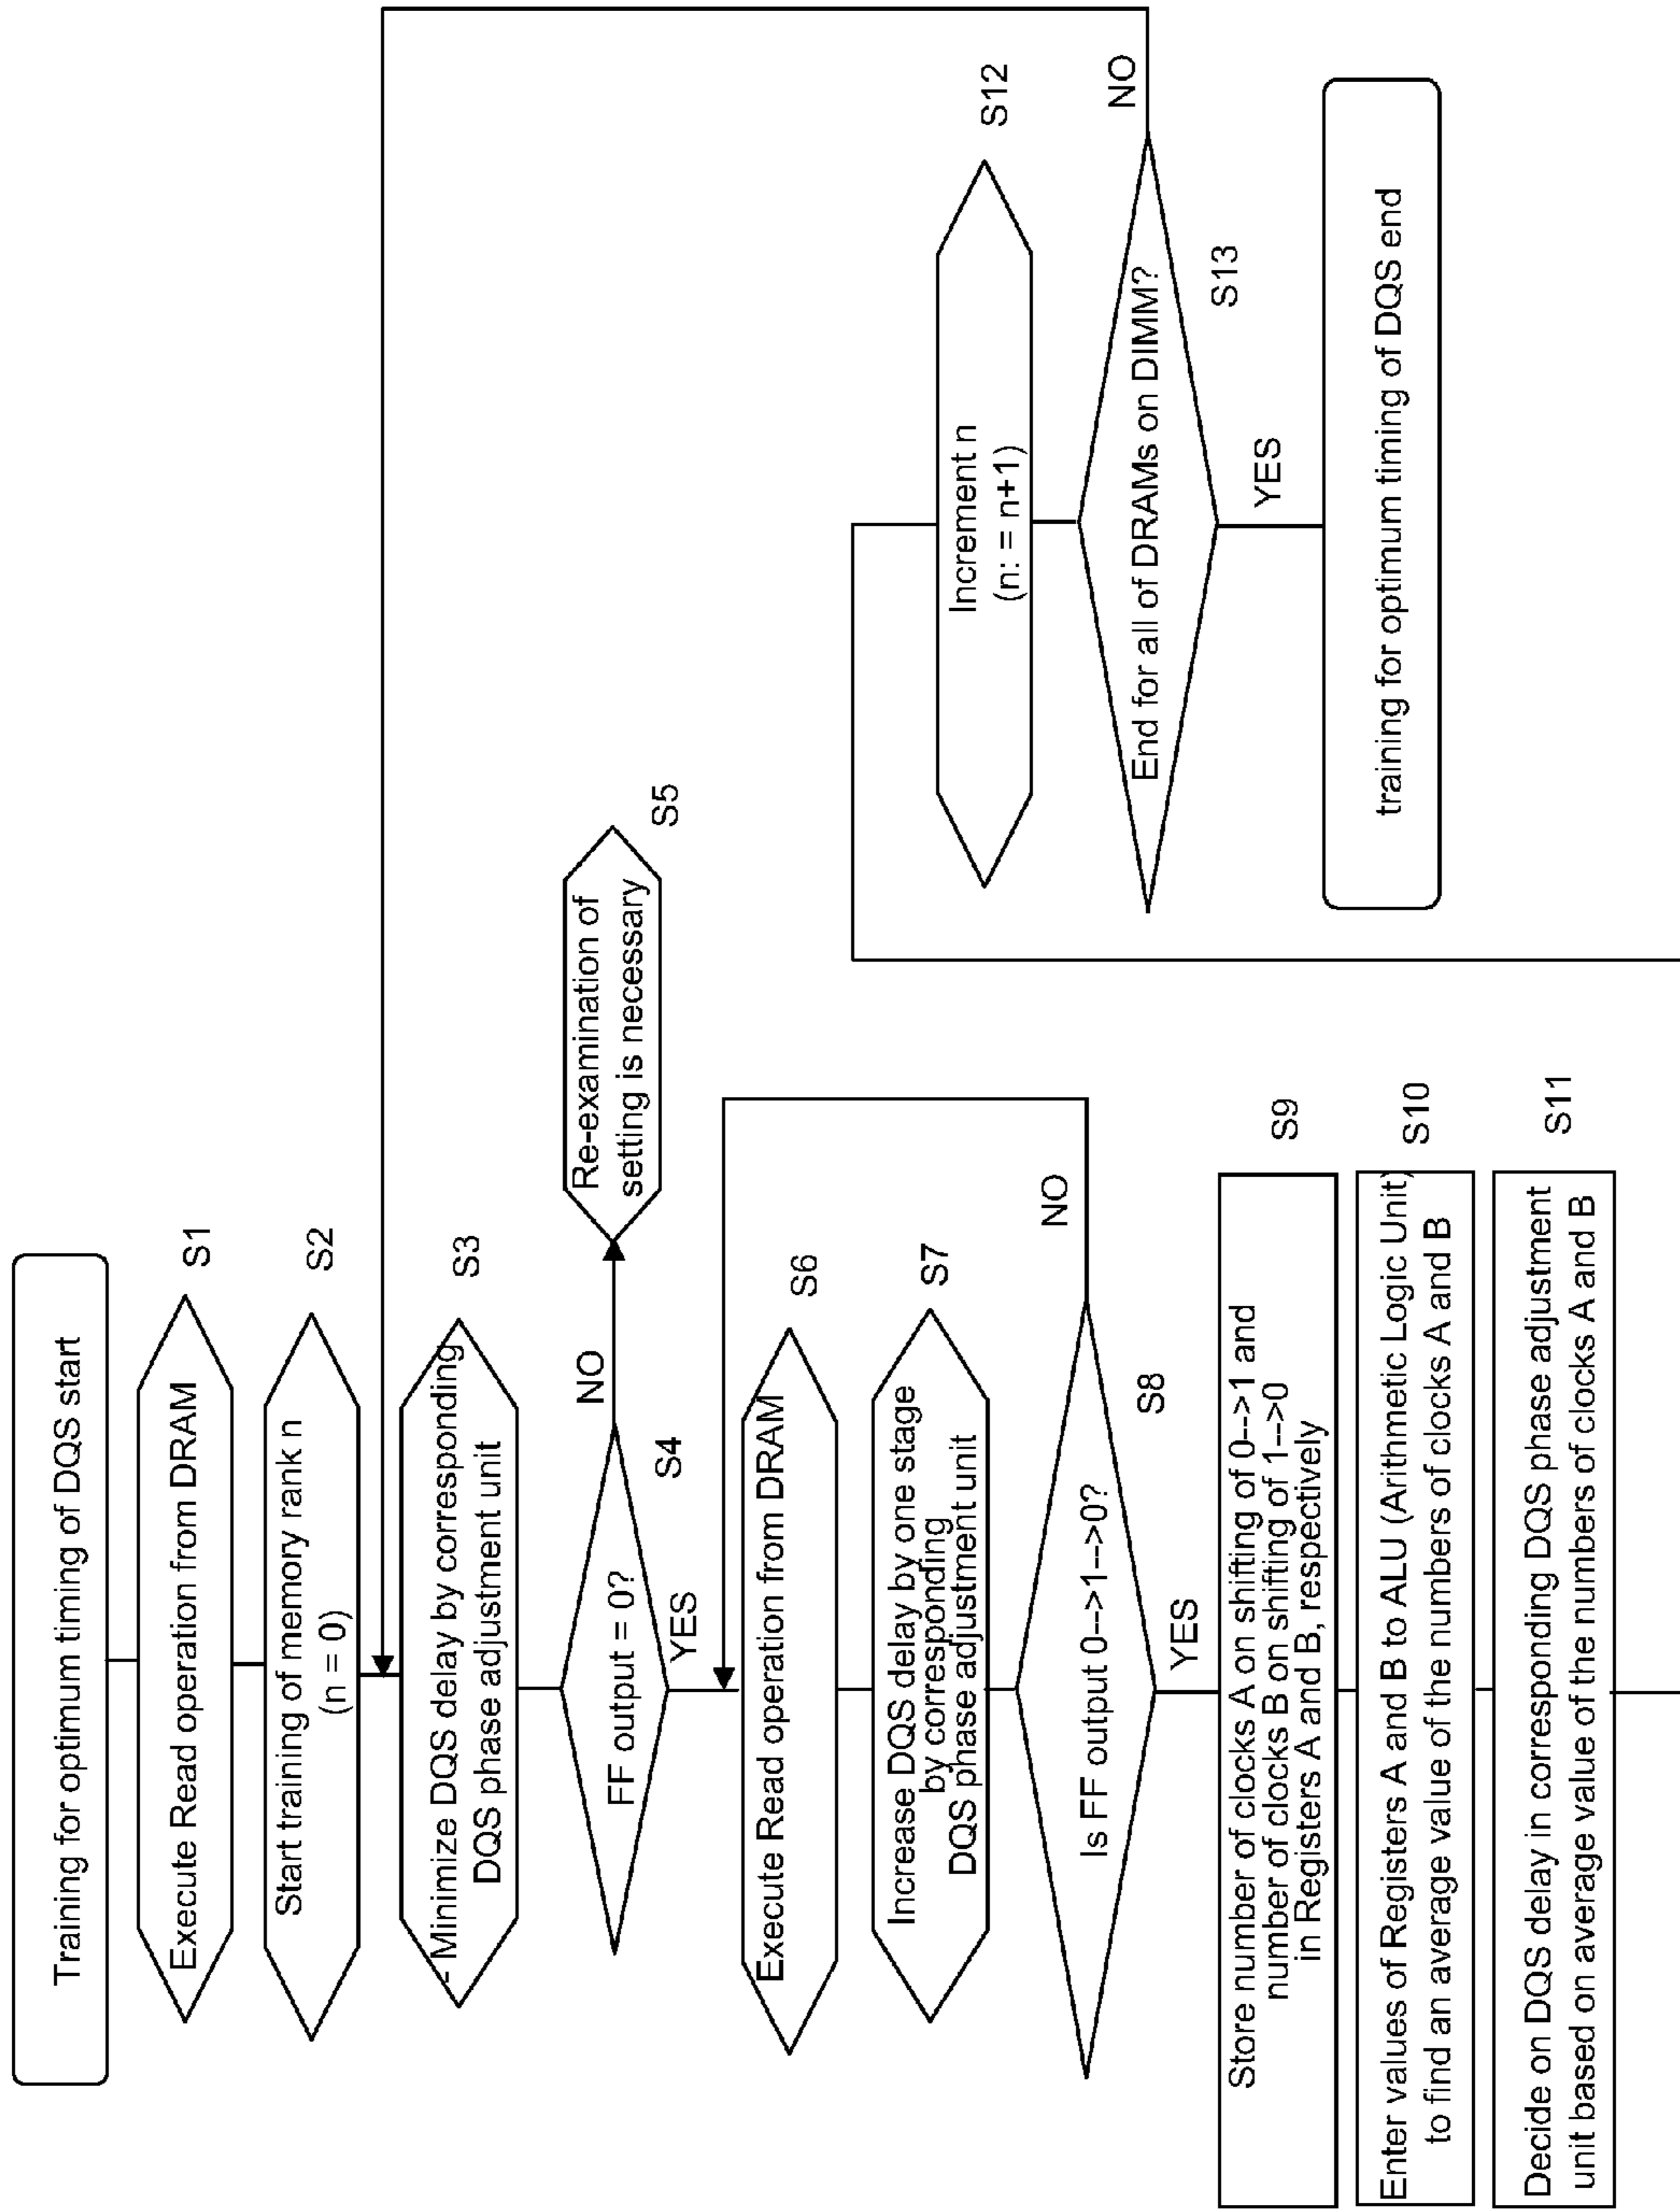 Training for optimum timing of DQS start
Execute Read operation from DRAM
S1
Start training of memory rank n
(n = 0)
S2
-Minimize DQS delay by corresponding
DQS phase adjustment unit
S3
FF output = 0?
S4
NO
YES
Re-examination of
setting is necessary
S5
Execute Read operation from DRAM
S6
Increase DQS delay by one stage
by corresponding
DQS phase adjustment unit
S7
Is FF output 0-->1-->0?
S8
NO
YES
Store number of clocks A on shifting of 0-->1 and
number of clocks B on shifting of 1-->0
in Registers A and B, respectively
S9
Enter values of Registers A and B to ALU (Arithmetic Logic Unit)
to find an average value of the numbers of clocks A and B
S10
Decide on DQS delay in corresponding DQS phase adjustment
unit based on average value of the numbers of clocks A and B
S11
Increment n
(n: = n+1)
S12
End for all of DRAMs on DIMM?
S13
NO
YES
training for optimum timing of DQS end